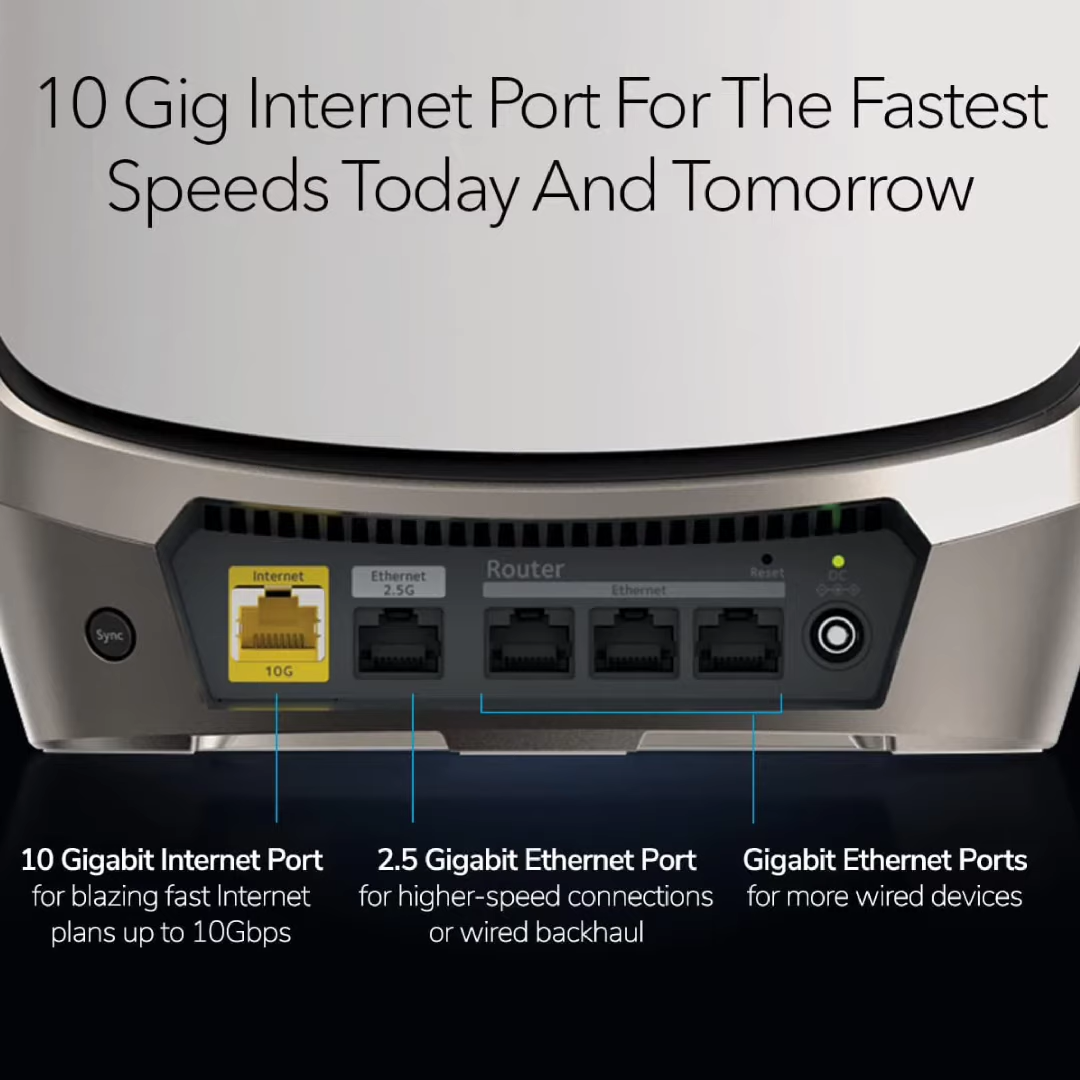 10 Gig Internet Port For The Fastest
Speeds Today And Tomorrow
Internet
Ethernet
2.5G
Router
Reset
Ethernet
DC
Sync
10G
10 Gigabit Internet Port
for blazing fast Internet
plans up to 10Gbps
2.5 Gigabit Ethernet Port
for higher-speed connections
or wired backhaul
Gigabit Ethernet Ports
for more wired devices